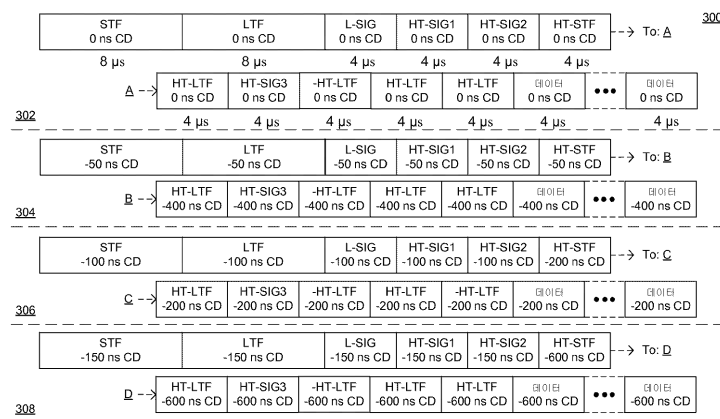 300
STF LTF L-SIG HT-SIG1 HT-SIG2 HT-STF
0 ns CD 0 ns CD 0 ns CD 0 ns CD 0 ns CD 0 ns CD To: A
8 µs 8 µs 4 µs 4 µs 4 µs 4 µs
HT-LTF HT-SIG3 -HT-LTF HT-LTF HT-LTF 데이터 데이터
A 0 ns CD 0 ns CD 0 ns CD 0 ns CD 0 ns CD 0 ns CD ••• 0 ns CD
302 4 µs 4 µs 4 µs 4 µs 4 µs 4 µs 4 µs
STF LTF L-SIG HT-SIG1 HT-SIG2 HT-STF
-50 ns CD -50 ns CD -50 ns CD -50 ns CD -50 ns CD -50 ns CD To: B
HT-LTF HT-SIG3 -HT-LTF HT-LTF HT-LTF 데이터 데이터
B -400 ns CD -400 ns CD -400 ns CD -400 ns CD -400 ns CD -400 ns CD ••• -400 ns CD
304
STF LTF L-SIG HT-SIG1 HT-SIG2 HT-STF
-100 ns CD -100 ns CD -100 ns CD -100 ns CD -100 ns CD -200 ns CD To: C
HT-LTF HT-SIG3 -HT-LTF HT-LTF -HT-LTF 데이터 데이터
C -200 ns CD -200 ns CD -200 ns CD -200 ns CD -200 ns CD -200 ns CD ••• -200 ns CD
306
STF LTF L-SIG HT-SIG1 HT-SIG2 HT-STF
-150 ns CD -150 ns CD -150 ns CD -150 ns CD -150 ns CD -600 ns CD To: D
HT-LTF HT-SIG3 -HT-LTF HT-LTF HT-LTF 데이터 데이터
D -600 ns CD -600 ns CD -600 ns CD -600 ns CD -600 ns CD -600 ns CD ••• -600 ns CD
308